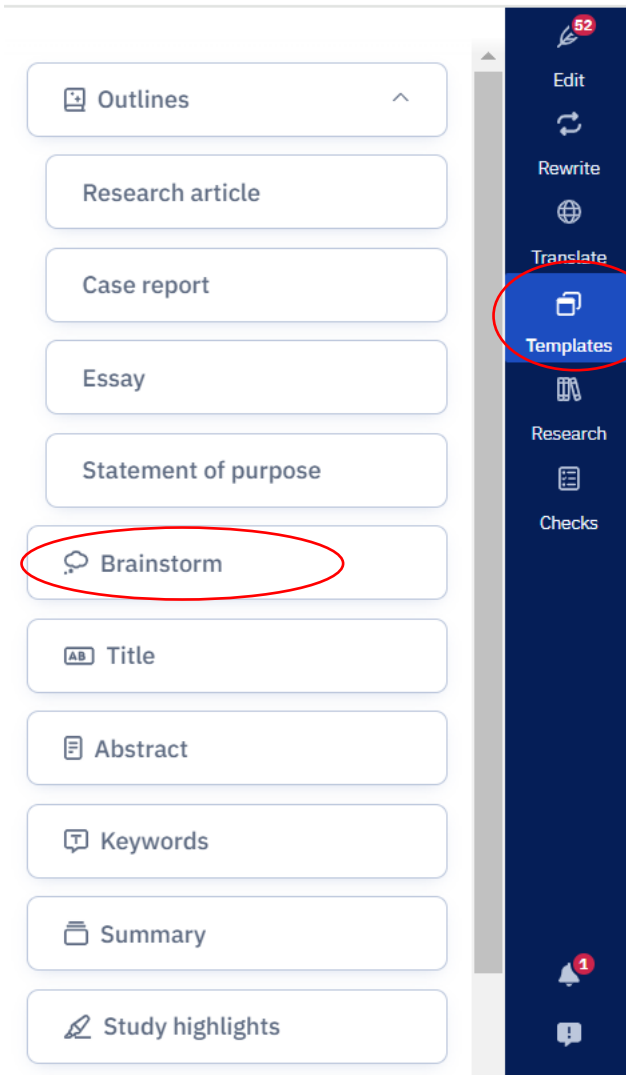 Outlines
Research article
Case report
Essay
Statement of purpose
Brainstorm
AB Title
Abstract
T Keywords
Summary
Study highlights
52
Edit
Rewrite
Translate
Templates
Research
Checks
1